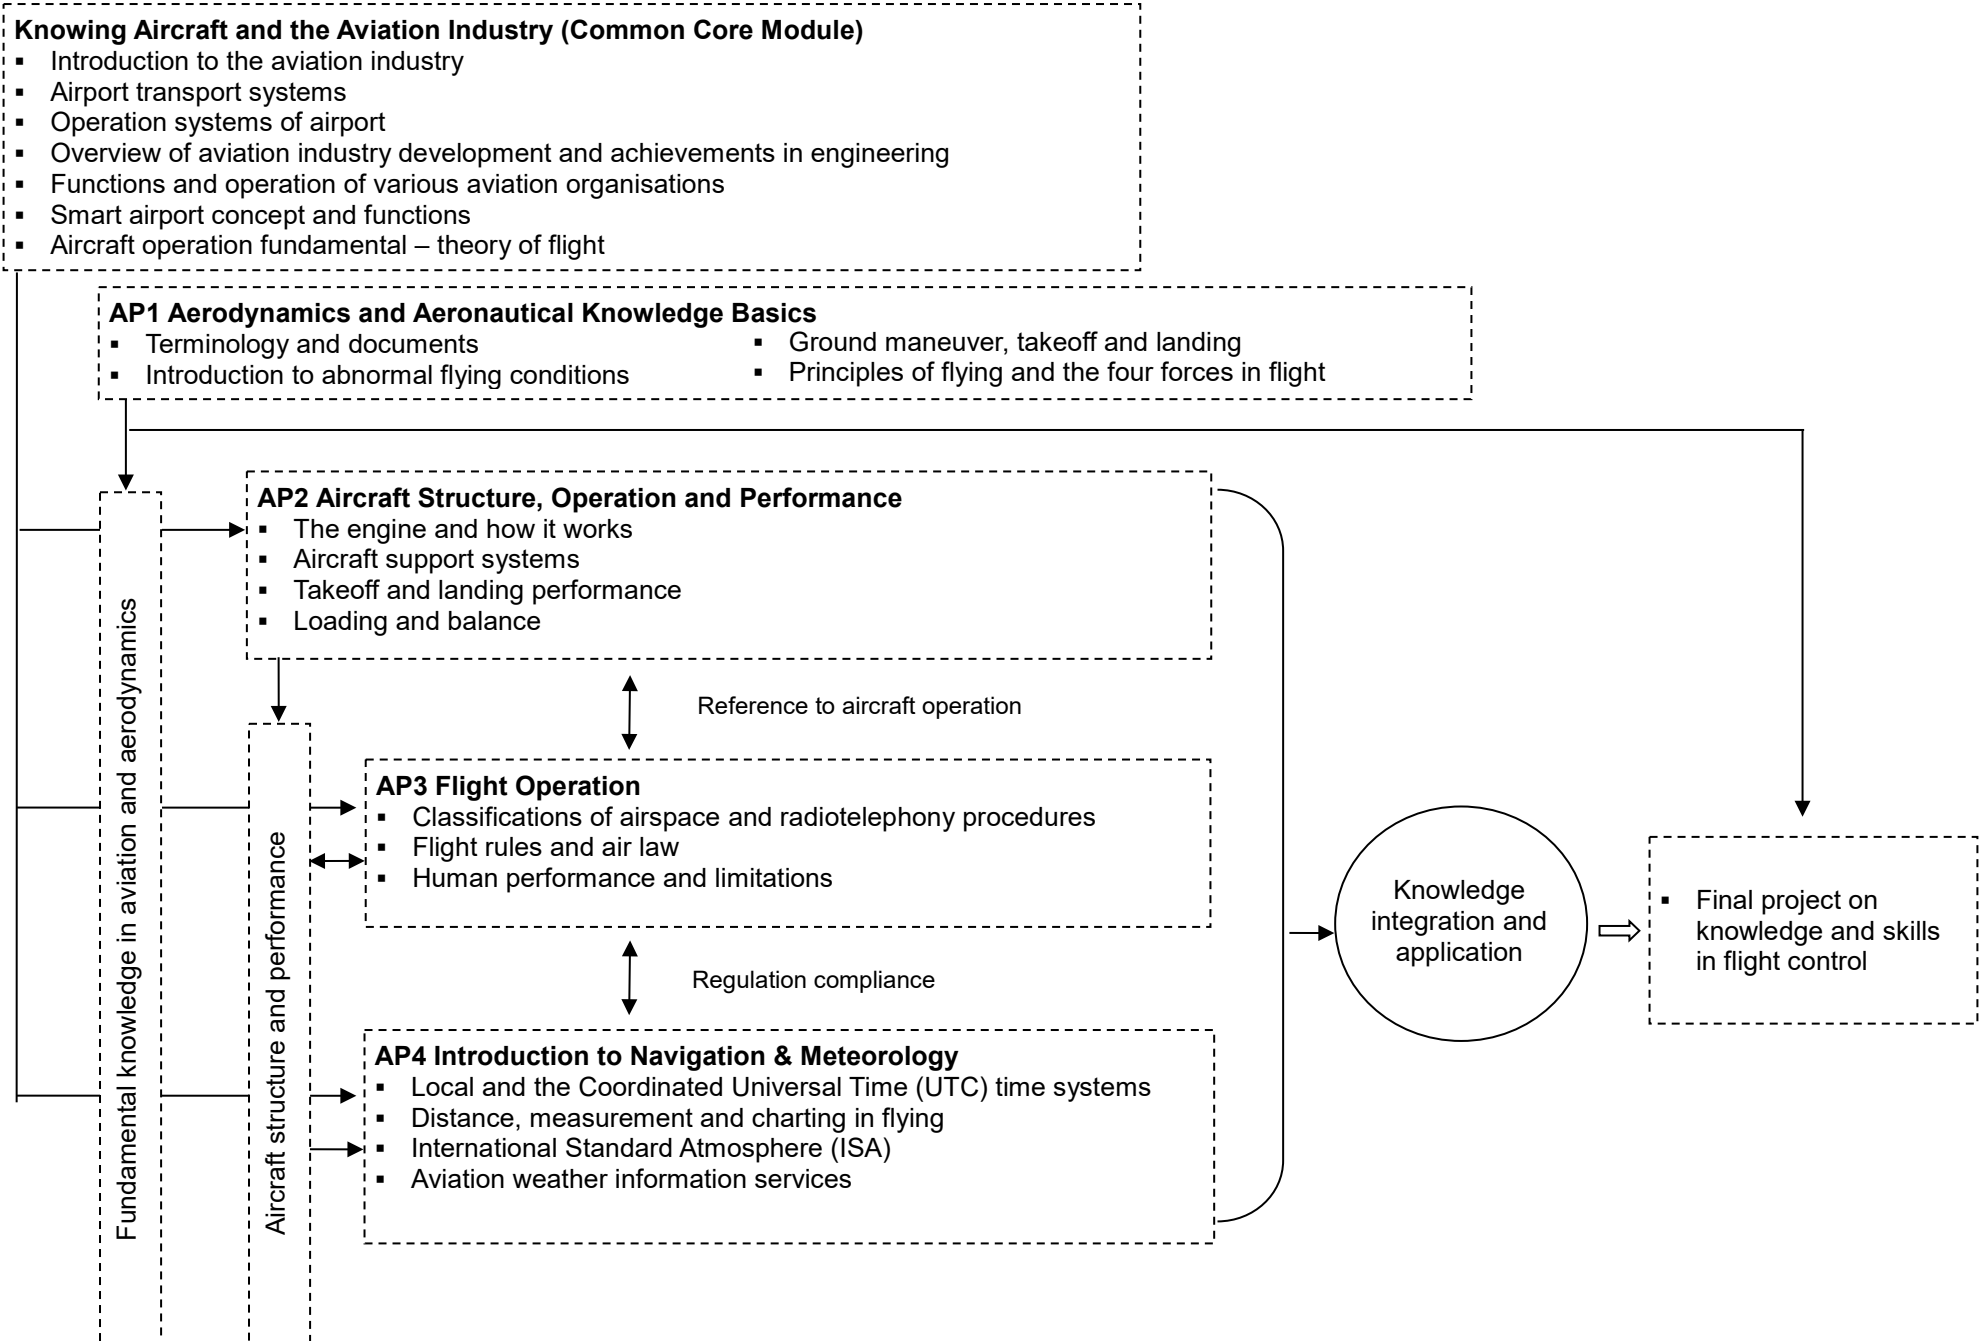 Knowing Aircraft and the Aviation Industry (Common Core Module)
▪ Introduction to the aviation industry
▪ Airport transport systems
▪ Operation systems of airport
▪ Overview of aviation industry development and achievements in engineering
▪ Functions and operation of various aviation organisations
▪ Smart airport concept and functions
▪ Aircraft operation fundamental – theory of flight
AP1 Aerodynamics and Aeronautical Knowledge Basics
▪ Terminology and documents
▪ Introduction to abnormal flying conditions
▪ Ground maneuver, takeoff and landing
▪ Principles of flying and the four forces in flight
Fundamental knowledge in aviation and aerodynamics
AP2 Aircraft Structure, Operation and Performance
▪ The engine and how it works
▪ Aircraft support systems
▪ Takeoff and landing performance
▪ Loading and balance
Reference to aircraft operation
Aircraft structure and performance
AP3 Flight Operation
▪ Classifications of airspace and radiotelephony procedures
▪ Flight rules and air law
▪ Human performance and limitations
Regulation compliance
AP4 Introduction to Navigation & Meteorology
▪ Local and the Coordinated Universal Time (UTC) time systems
▪ Distance, measurement and charting in flying
▪ International Standard Atmosphere (ISA)
▪ Aviation weather information services
Knowledge
integration and
application
▪ Final project on
knowledge and skills
in flight control